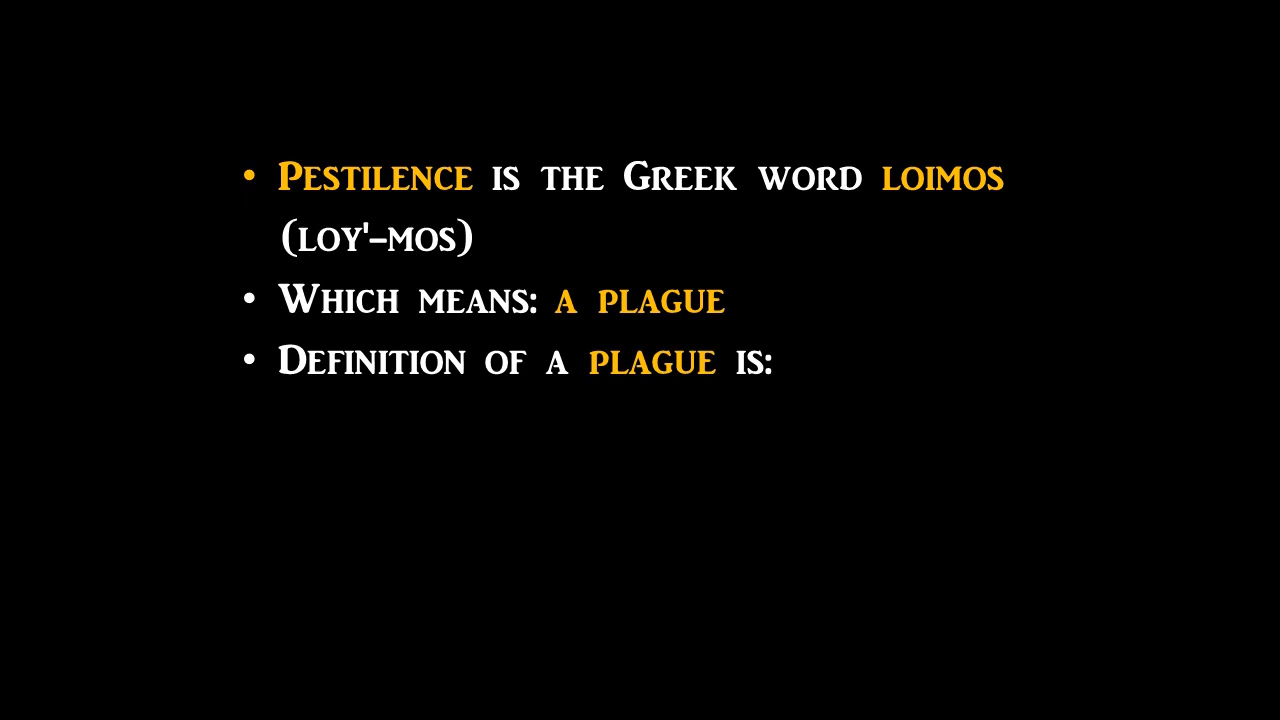 • Pestilence is the Greek word loimos
(loy'-mos)
• Which means: a plague
• Definition of a plague is: